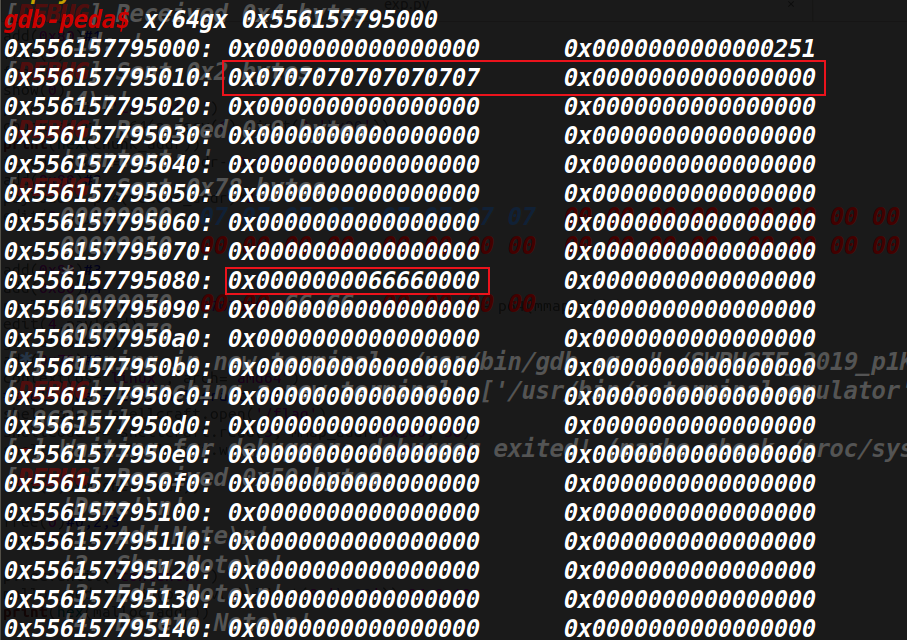 gdb-peda$ x/64gx 0x556157795000
0x556157795000: 0x0000000000000000 0x0000000000000251
0x556157795010: 0x0707070707070707 0x0000000000000000
0x556157795020: 0x0000000000000000 0x0000000000000000
0x556157795030: 0x0000000000000000 0x0000000000000000
0x556157795040: 0x0000000000000000 0x0000000000000000
0x556157795050: 0x0000000000000000 0x0000000000000000
0x556157795060: 0x0000000000000000 0x0000000000000000
0x556157795070: 0x0000000000000000 0x0000000000000000
0x556157795080: 0x0000000066660000 0x0000000000000000
0x556157795090: 0x0000000000000000 0x0000000000000000
0x5561577950a0: 0x0000000000000000 0x0000000000000000
0x5561577950b0: 0x0000000000000000 0x0000000000000000
0x5561577950c0: 0x0000000000000000 0x0000000000000000
0x5561577950d0: 0x0000000000000000 0x0000000000000000
0x5561577950e0: 0x0000000000000000 0x0000000000000000
0x5561577950f0: 0x0000000000000000 0x0000000000000000
0x556157795100: 0x0000000000000000 0x0000000000000000
0x556157795110: 0x0000000000000000 0x0000000000000000
0x556157795120: 0x0000000000000000 0x0000000000000000
0x556157795130: 0x0000000000000000 0x0000000000000000
0x556157795140: 0x0000000000000000 0x0000000000000000